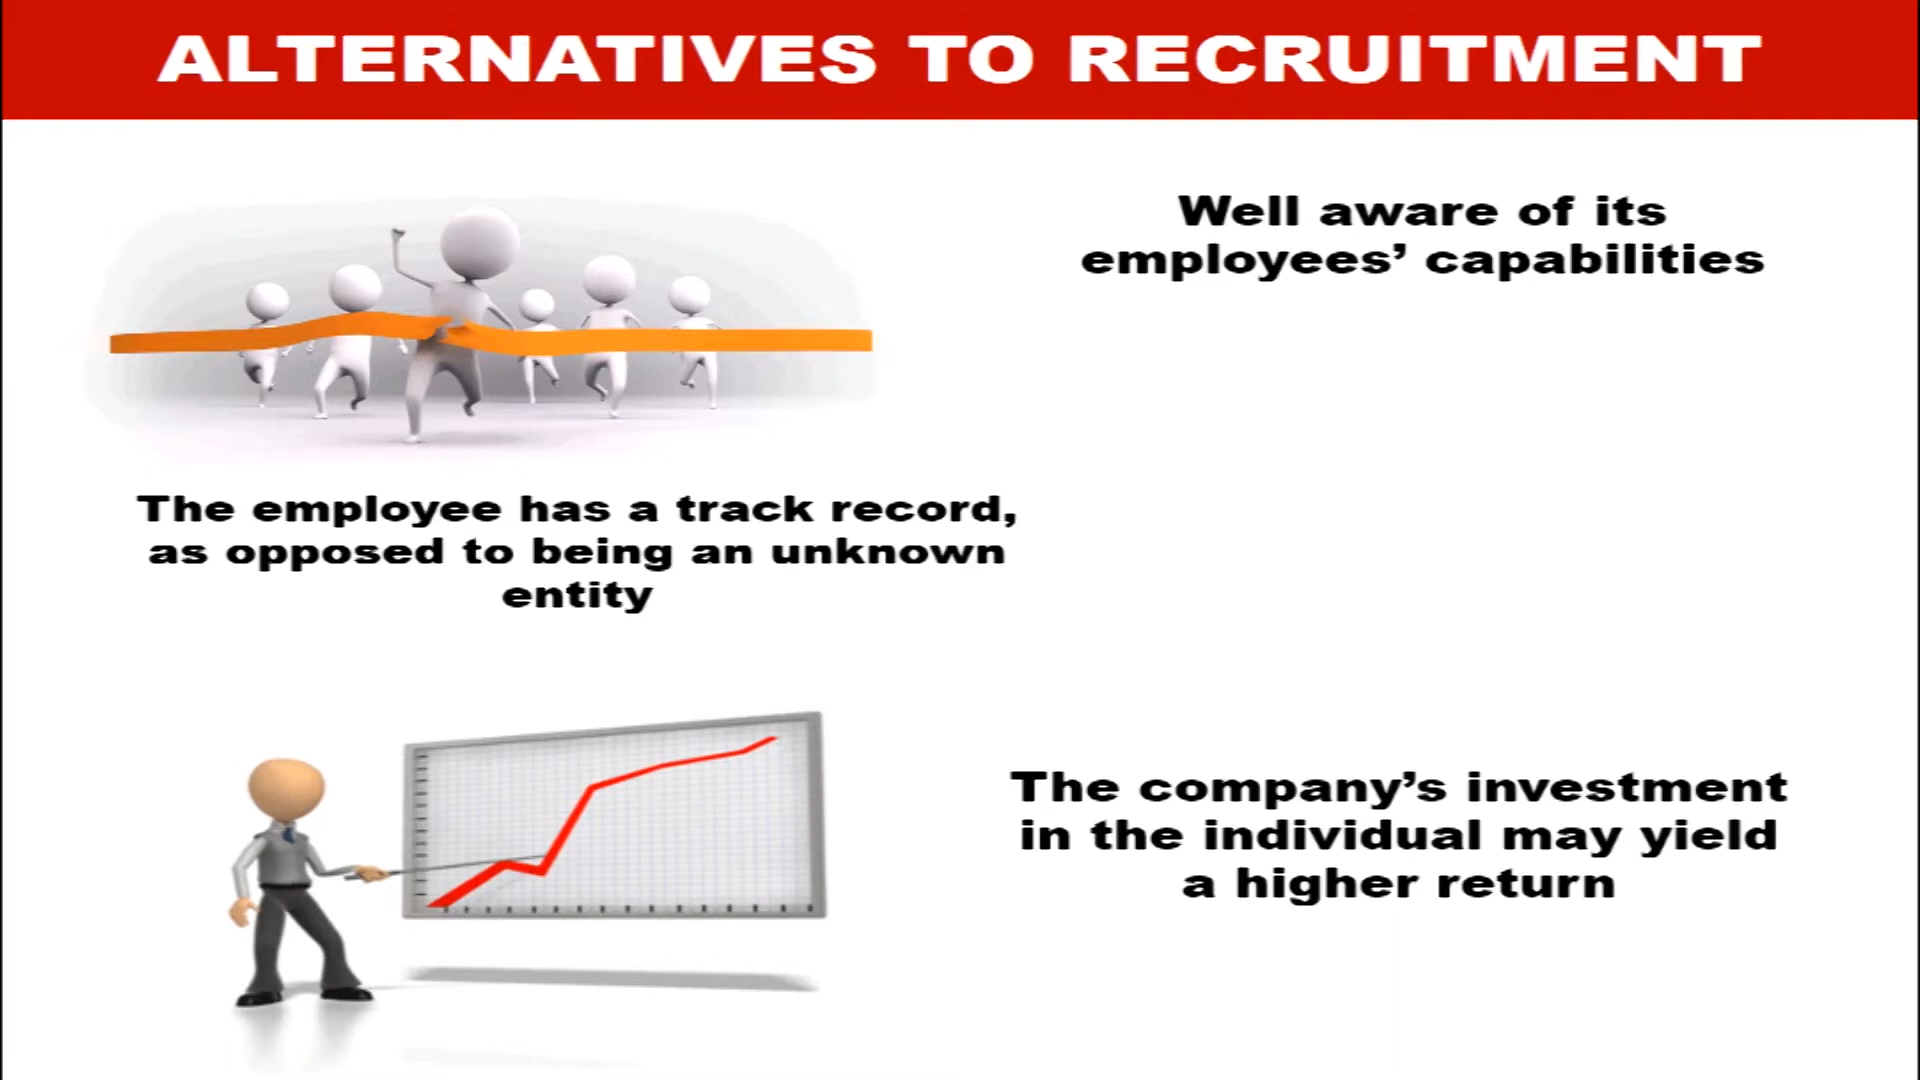 ALTERNATIVES TO RECRUITMENT
Well aware of its
employees’ capabilities
The employee has a track record,
as opposed to being an unknown
entity
The company’s investment
in the individual may yield
a higher return